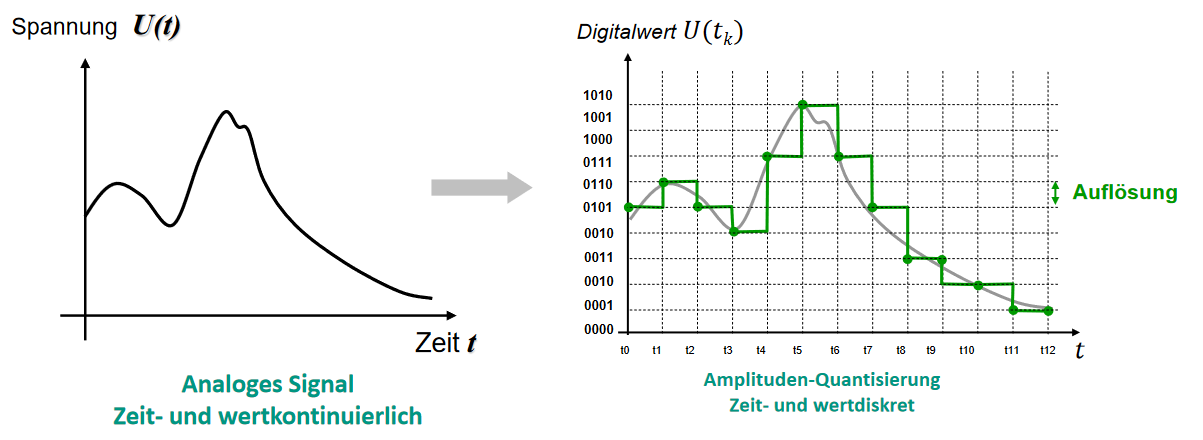 Spannung U(t)
Zeit t
Analoges Signal
Zeit- und wertkontinuierlich
Digitalwert U(tₖ)
1010
1001
1000
0111
0110
0101
0010
0011
0010
0001
0000
t0 t1 t2 t3 t4 t5 t6 t7 t8 t9 t10 t11 t12
t
Auflösung
Amplituden-Quantisierung
Zeit- und wertdiskret